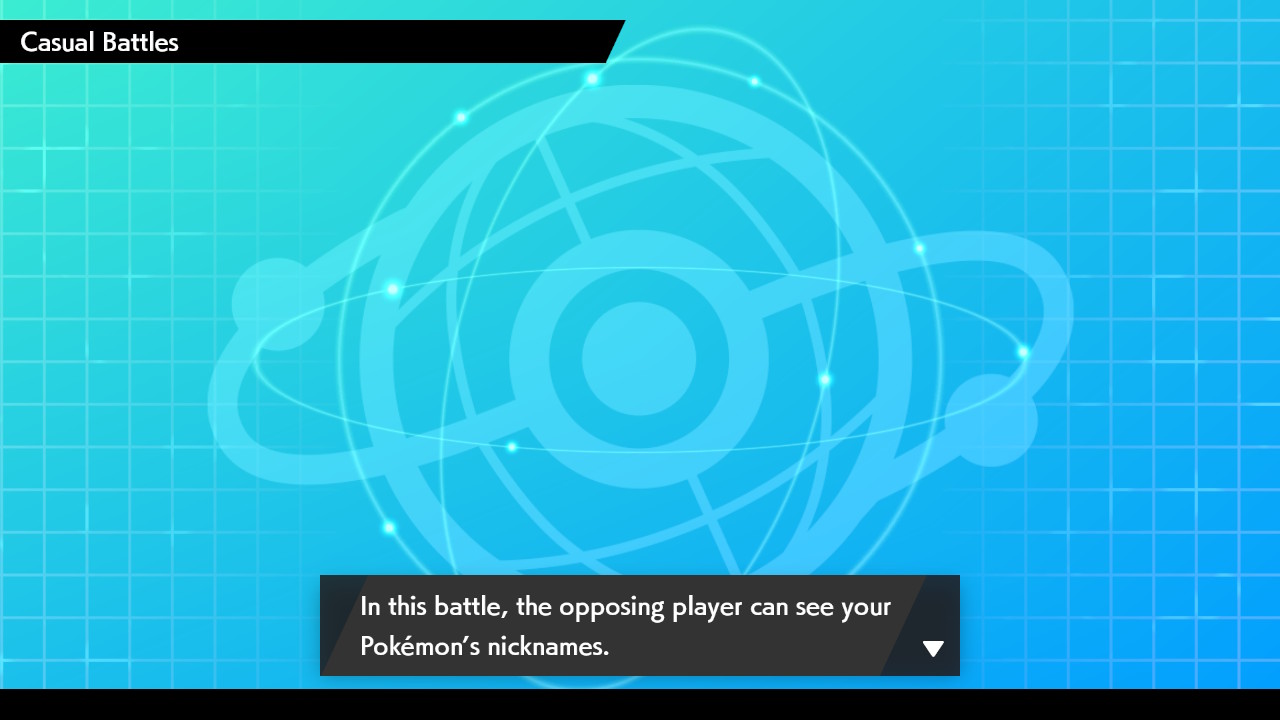 Casual Battles
In this battle, the opposing player can see your
Pokémon's nicknames.